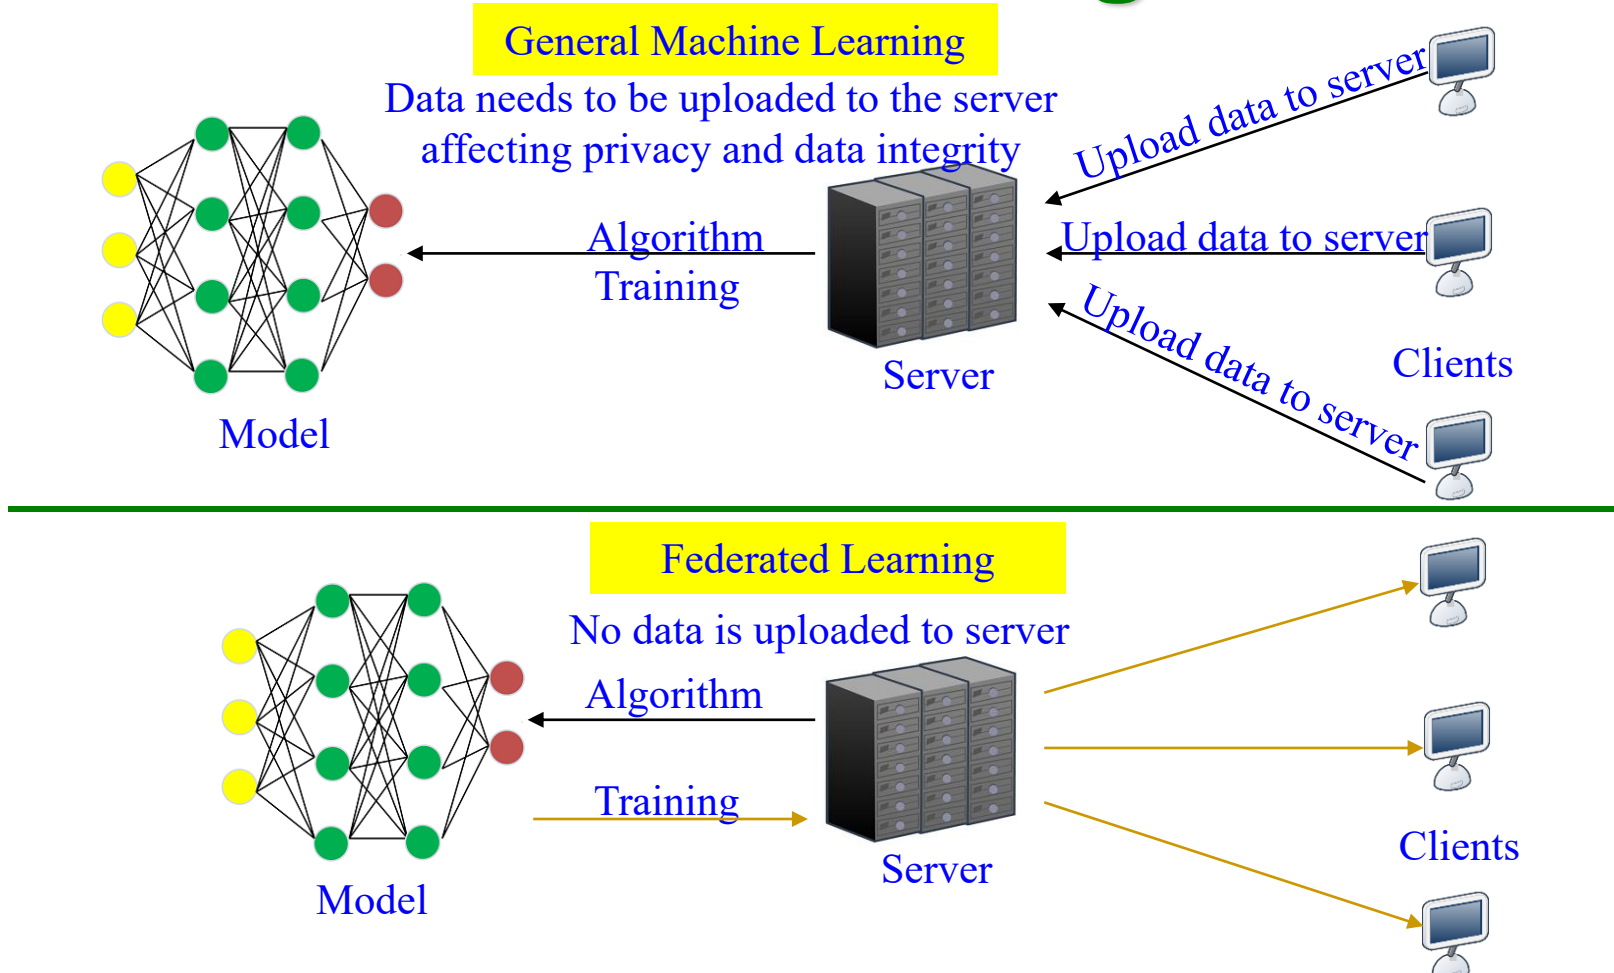 General Machine Learning
Data needs to be uploaded to the server
affecting privacy and data integrity
Upload data to server
Algorithm
Training
Upload data to server
Upload data to server
Server
Clients
Model
Federated Learning
No data is uploaded to server
Algorithm
Training
Server
Clients
Model